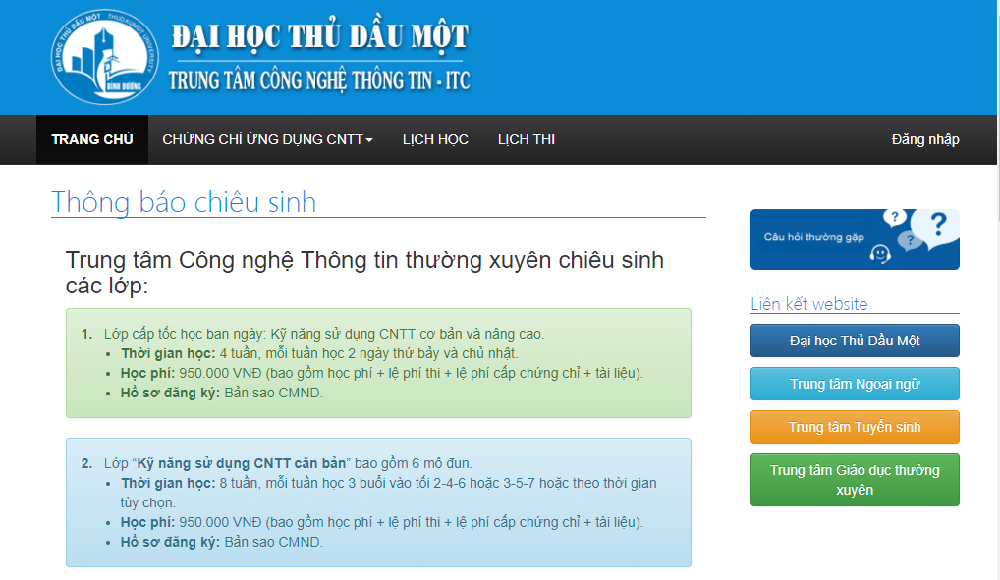 ĐẠI HỌC THỦ DẦU MỘT THUDAUMOT UNIVERSITY
BÌNH DƯƠNG
ĐẠI HỌC THỦ DẦU MỘT
TRUNG TÂM CÔNG NGHỆ THÔNG TIN - ITC
TRANG CHỦ CHỨNG CHỈ ỨNG DỤNG CNTT LỊCH HỌC LỊCH THI Đăng nhập
Thông báo chiêu sinh
Trung tâm Công nghệ Thông tin thường xuyên chiêu sinh
các lớp:
1. Lớp cấp tốc học ban ngày: Kỹ năng sử dụng CNTT cơ bản và nâng cao.
• Thời gian học: 4 tuần, mỗi tuần học 2 ngày thứ bảy và chủ nhật.
• Học phí: 950.000 VNĐ (bao gồm học phí + lệ phí thi + lệ phí cấp chứng chỉ + tài liệu).
• Hồ sơ đăng ký: Bản sao CMND.
2. Lớp “Kỹ năng sử dụng CNTT căn bản” bao gồm 6 mô đun.
• Thời gian học: 8 tuần, mỗi tuần học 3 buổi vào tối 2-4-6 hoặc 3-5-7 hoặc theo thời gian
tùy chọn.
• Học phí: 950.000 VNĐ (bao gồm học phí + lệ phí thi + lệ phí cấp chứng chỉ + tài liệu).
• Hồ sơ đăng ký: Bản sao CMND.
Câu hỏi thường gặp
? ? ?
Liên kết website
Đại học Thủ Dầu Một
Trung tâm Ngoại ngữ
Trung tâm Tuyển sinh
Trung tâm Giáo dục thường
xuyên